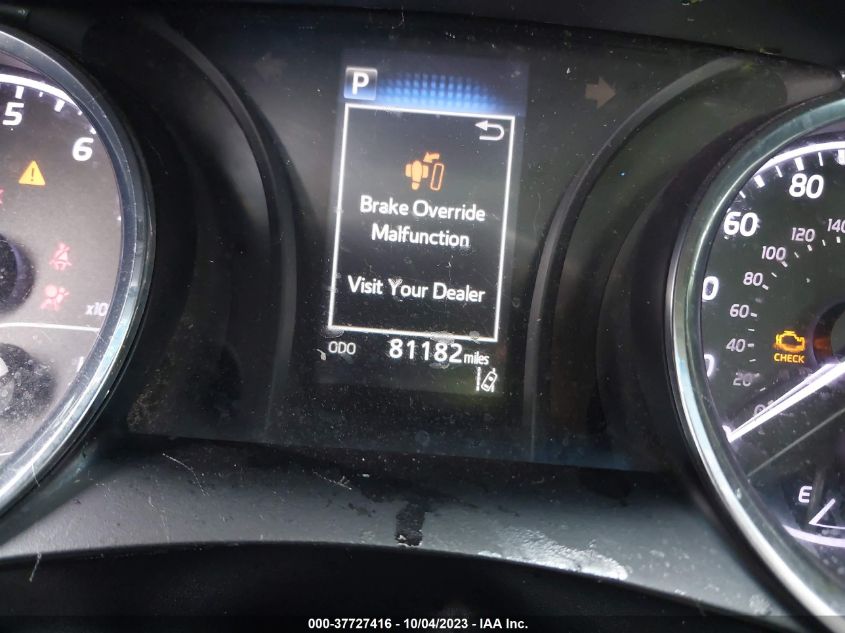 P
5
6
Brake Override
Malfunction
Visit Your Dealer
x10
ODO 81182 miles
80
60
140
120
100
80
60
40
20
0
CHECK
E
000-37727416 - 10/04/2023 - IAA Inc.